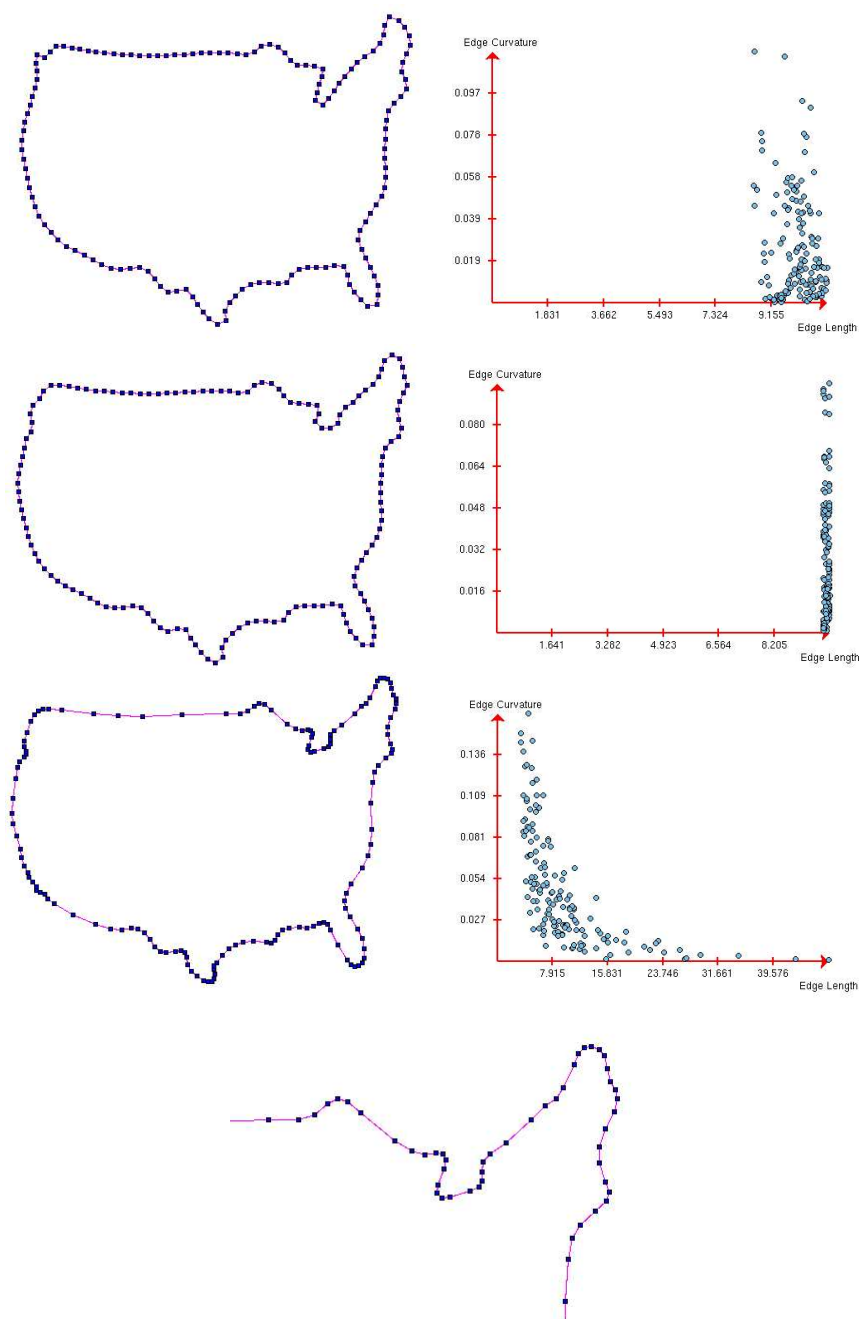 Edge Curvature
0.097
0.078
0.058
0.039
0.019
1.831 3.662 5.493 7.324 9.155
Edge Length
Edge Curvature
0.080
0.064
0.048
0.032
0.016
1.641 3.282 4.923 6.564 8.205
Edge Length
Edge Curvature
0.136
0.109
0.081
0.054
0.027
7.915 15.831 23.746 31.661 39.576
Edge Length